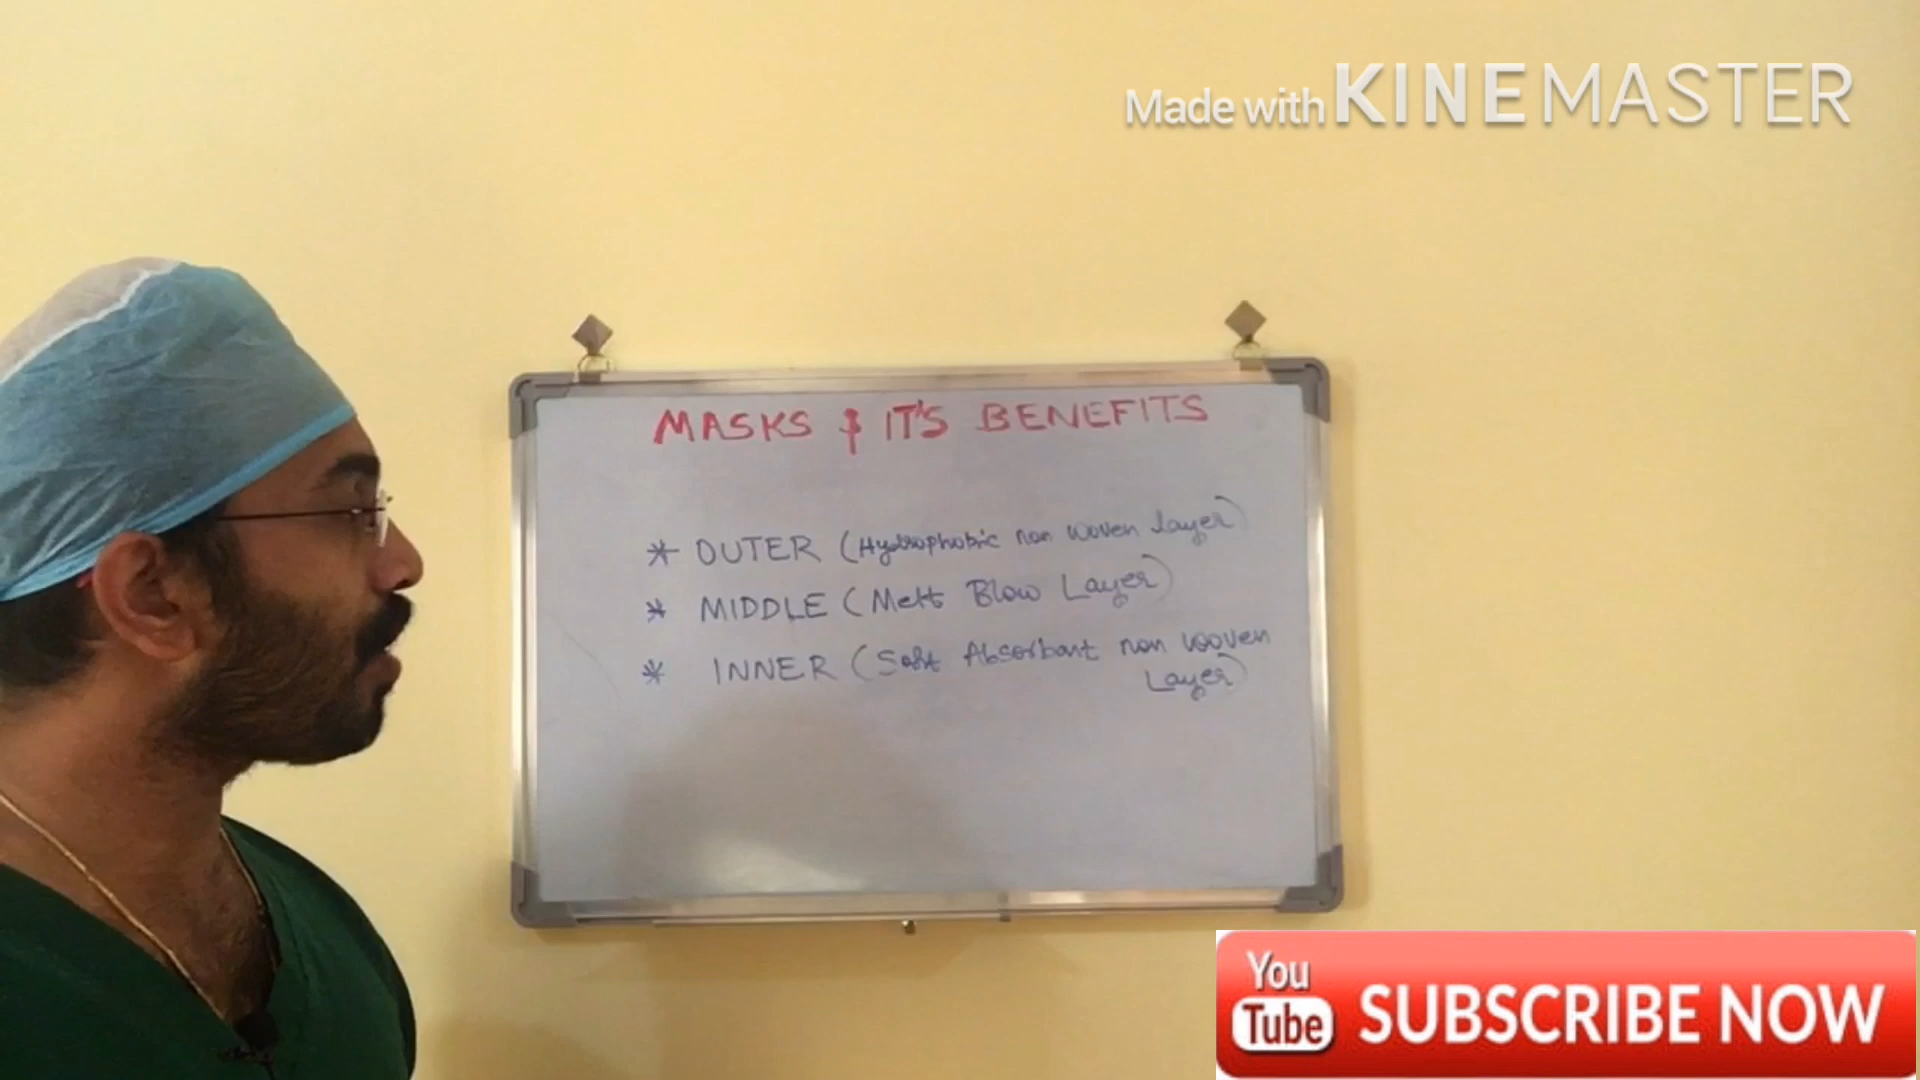 Made with KINEMASTER
MASKS & IT'S BENEFITS
* OUTER (Hydrophobic non woven layer)
* MIDDLE (Melt Blow Layer)
* INNER (Soft Absorbant non wooven
Layer)
You
Tube SUBSCRIBE NOW